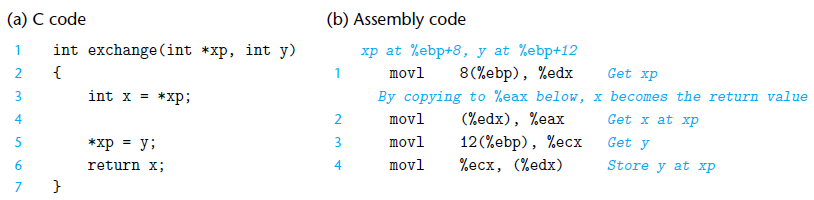 (a) C code
1 int exchange(int *xp, int y)
2 {
3 int x = *xp;
4
5 *xp = y;
6 return x;
7 }
(b) Assembly code
xp at %ebp+8, y at %ebp+12
1 movl 8(%ebp), %edx Get xp
By copying to %eax below, x becomes the return value
2 movl (%edx), %eax Get x at xp
3 movl 12(%ebp), %ecx Get y
4 movl %ecx, (%edx) Store y at xp